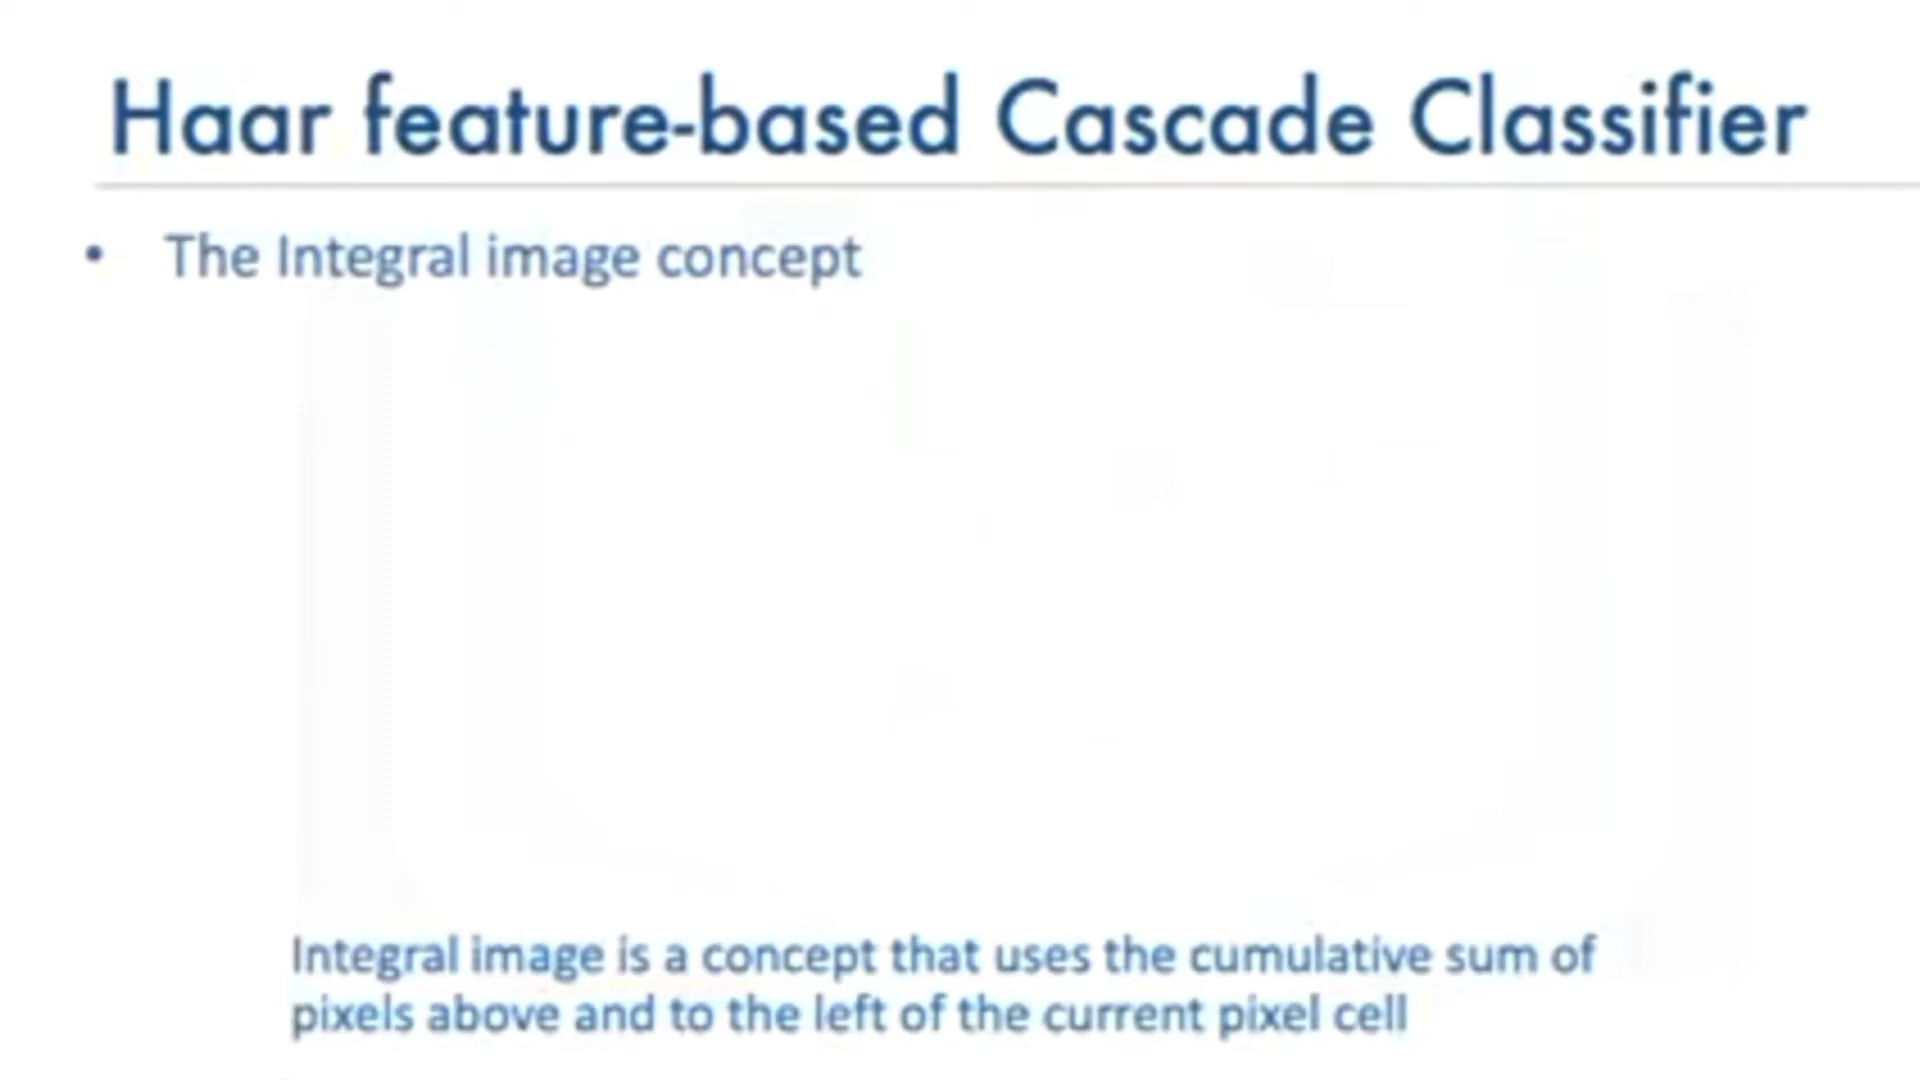 Haar feature-based Cascade Classifier
• The Integral image concept
Integral image is a concept that uses the cumulative sum of
pixels above and to the left of the current pixel cell